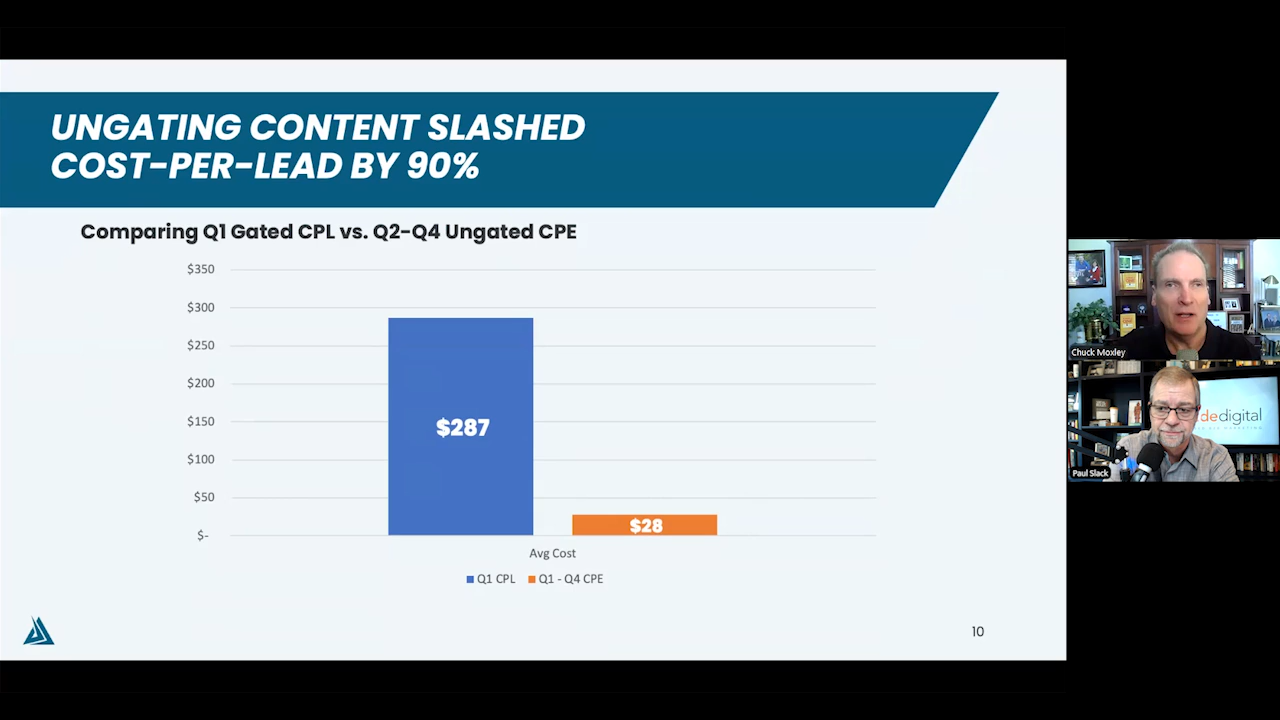 UNGATING CONTENT SLASHED
COST-PER-LEAD BY 90%
Comparing Q1 Gated CPL vs. Q2-Q4 Ungated CPE
$350
$300
$250
$200
$150
$100
$50
$-
$287
$28
Avg Cost
Q1 CPL
Q1 - Q4 CPE
10
Chuck Moxley
dedigital
Paul Slack